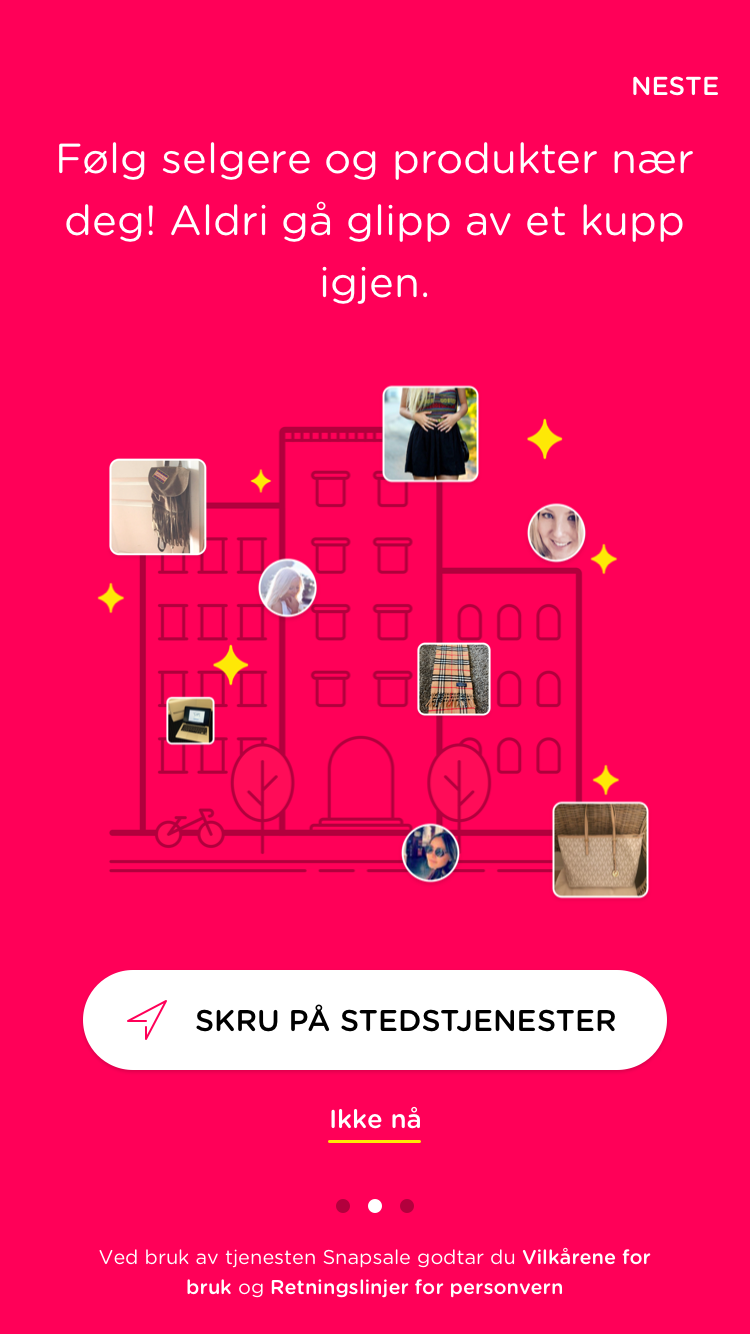 NESTE
Følg selgere og produkter nær
deg! Aldri gå glipp av et kupp
igjen.
SKRU PÅ STEDSTJENESTER
Ikke nå
Ved bruk av tjenesten Snapsale godtar du Vilkårene for
bruk og Retningslinjer for personvern